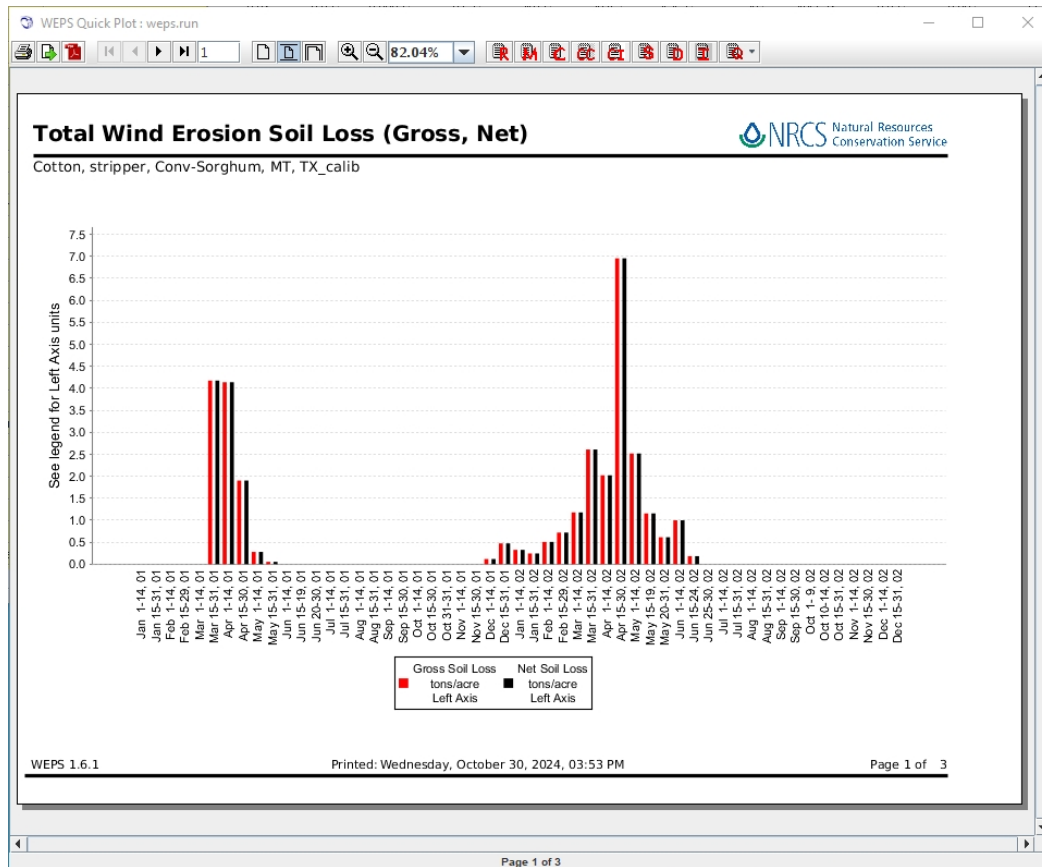 WEPS Quick Plot : weps.run
1
82.04%
R M C cC cI S D I Q
Total Wind Erosion Soil Loss (Gross, Net)
NRCS Natural Resources
Conservation Service
Cotton, stripper, Conv-Sorghum, MT, TX_calib
See legend for Left Axis units
7.5
7.0
6.5
6.0
5.5
5.0
4.5
4.0
3.5
3.0
2.5
2.0
1.5
1.0
0.5
0.0
Jan 1-14, 01
Jan 15-31, 01
Feb 1-14, 01
Feb 15-29, 01
Mar 1-14, 01
Mar 15-31, 01
Apr 1-14, 01
Apr 15-30, 01
May 1-14, 01
May 15-31, 01
Jun 1-14, 01
Jun 15-19, 01
Jun 20-30, 01
Jul 1-14, 01
Jul 15-31, 01
Aug 1-14, 01
Aug 15-31, 01
Sep 1-14, 01
Sep 15-30, 01
Oct 1-14, 01
Oct 15-30, 01
Oct 31-31, 01
Nov 1-14, 01
Nov 15-30, 01
Dec 1-14, 01
Dec 15-31, 01
Jan 1-14, 02
Jan 15-31, 02
Feb 1-14, 02
Feb 15-29, 02
Mar 1-14, 02
Mar 15-31, 02
Apr 1-14, 02
Apr 15-30, 02
May 1-14, 02
May 15-19, 02
May 20-31, 02
Jun 1-14, 02
Jun 15-24, 02
Jun 25-30, 02
Jul 1-14, 02
Jul 15-31, 02
Aug 1-14, 02
Aug 15-31, 02
Sep 1-14, 02
Sep 15-30, 02
Oct 1- 9, 02
Oct 10-14, 02
Oct 15-31, 02
Nov 1-14, 02
Nov 15-30, 02
Dec 1-14, 02
Dec 15-31, 02
Gross Soil Loss
tons/acre
Left Axis
Net Soil Loss
tons/acre
Left Axis
WEPS 1.6.1
Printed: Wednesday, October 30, 2024, 03:53 PM
Page 1 of 3
Page 1 of 3